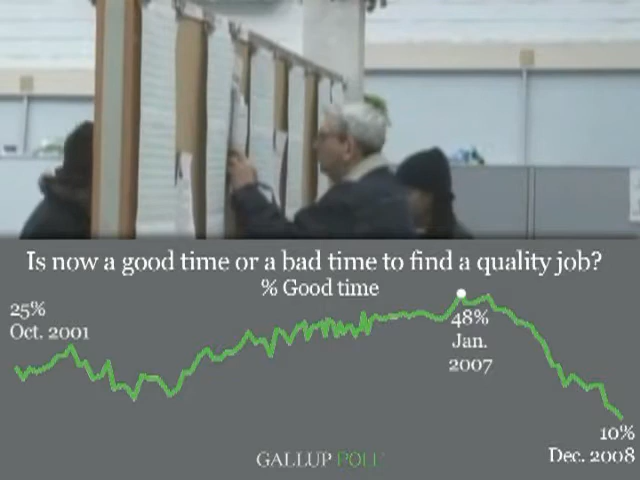 Is now a good time or a bad time to find a quality job?
% Good time
25%
Oct. 2001
48%
Jan.
2007
10%
Dec. 2008
GALLUP POLL